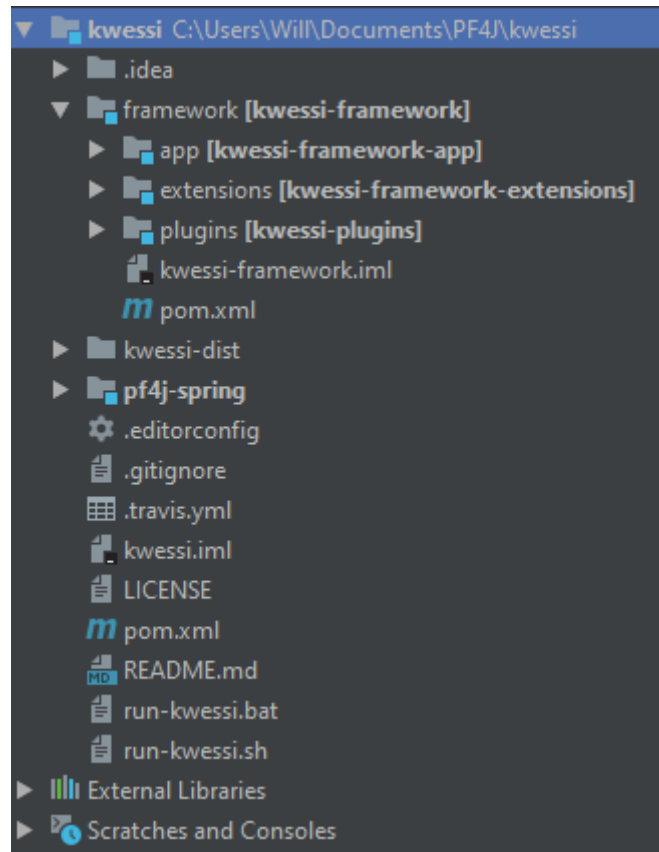 kwessi C:\Users\Will\Documents\PF4J\kwessi
.idea
framework [kwessi-framework]
app [kwessi-framework-app]
extensions [kwessi-framework-extensions]
plugins [kwessi-plugins]
kwessi-framework.iml
m pom.xml
kwessi-dist
pf4j-spring
.editorconfig
.gitignore
.travis.yml
kwessi.iml
LICENSE
m pom.xml
MD README.md
run-kwessi.bat
run-kwessi.sh
External Libraries
Scratches and Consoles